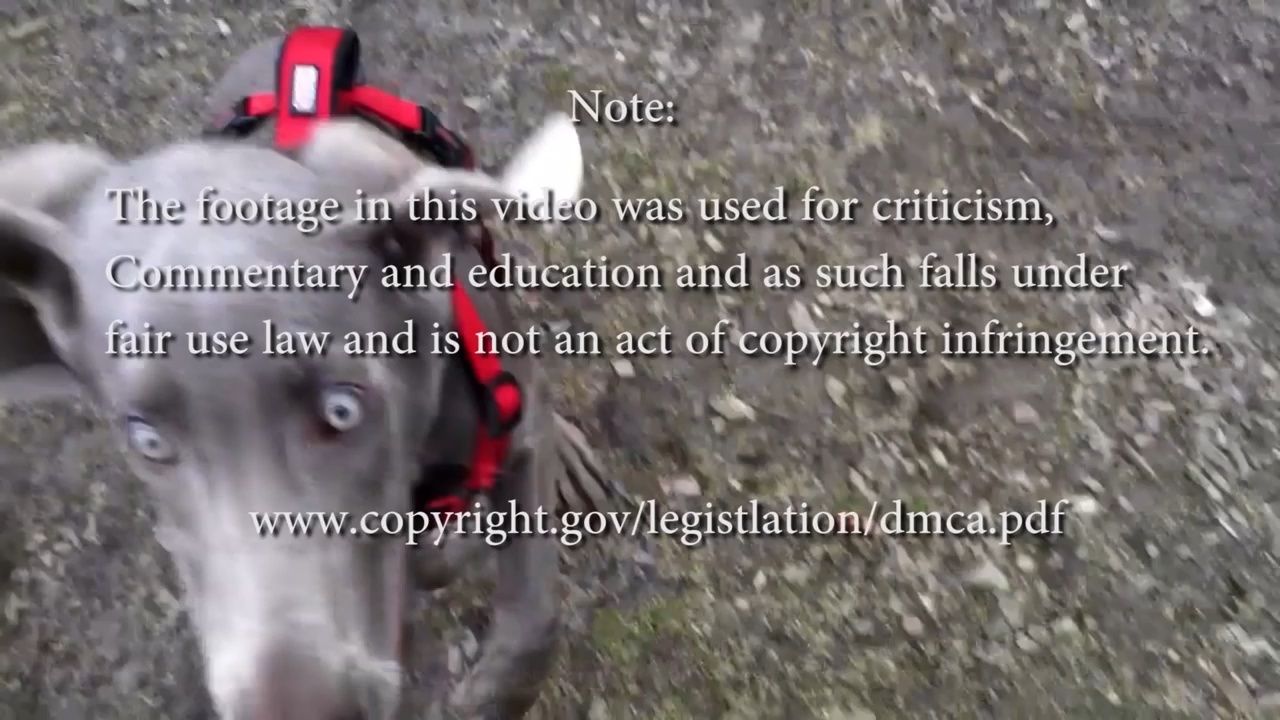 Note:
The footage in this video was used for criticism,
Commentary and education and as such falls under
fair use law and is not an act of copyright infringement.
www.copyright.gov/legistlation/dmca.pdf